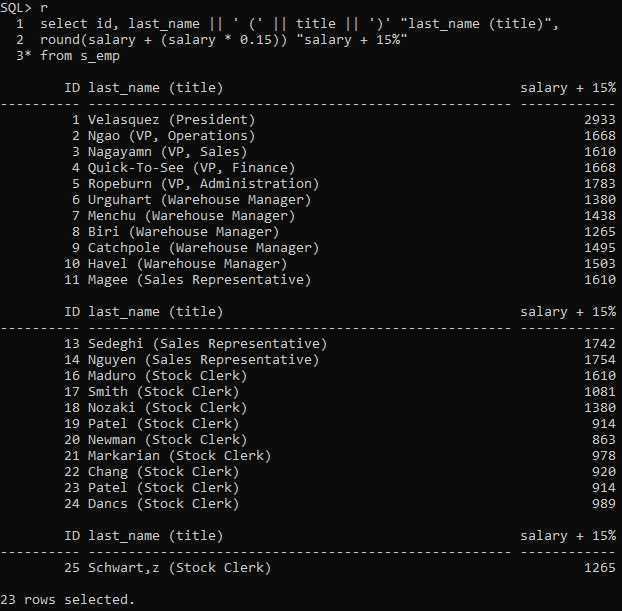 SQL> r
  1  select id, last_name || ' (' || title || ')' "last_name (title)",
  2  round(salary + (salary * 0.15)) "salary + 15%"
  3* from s_emp
        ID last_name (title)                                     salary + 15%
---------- ----------------------------------------------------- ------------
         1 Velasquez (President)                                         2933
         2 Ngao (VP, Operations)                                         1668
         3 Nagayamn (VP, Sales)                                          1610
         4 Quick-To-See (VP, Finance)                                    1668
         5 Ropeburn (VP, Administration)                                 1783
         6 Urguhart (Warehouse Manager)                                  1380
         7 Menchu (Warehouse Manager)                                    1438
         8 Biri (Warehouse Manager)                                      1265
         9 Catchpole (Warehouse Manager)                                 1495
        10 Havel (Warehouse Manager)                                     1503
        11 Magee (Sales Representative)                                  1610
        ID last_name (title)                                     salary + 15%
---------- ----------------------------------------------------- ------------
        13 Sedeghi (Sales Representative)                                1742
        14 Nguyen (Sales Representative)                                 1754
        16 Maduro (Stock Clerk)                                          1610
        17 Smith (Stock Clerk)                                           1081
        18 Nozaki (Stock Clerk)                                          1380
        19 Patel (Stock Clerk)                                            914
        20 Newman (Stock Clerk)                                           863
        21 Markarian (Stock Clerk)                                        978
        22 Chang (Stock Clerk)                                            920
        23 Patel (Stock Clerk)                                            914
        24 Dancs (Stock Clerk)                                            989
        ID last_name (title)                                     salary + 15%
---------- ----------------------------------------------------- ------------
        25 Schwart,z (Stock Clerk)                                       1265
23 rows selected.